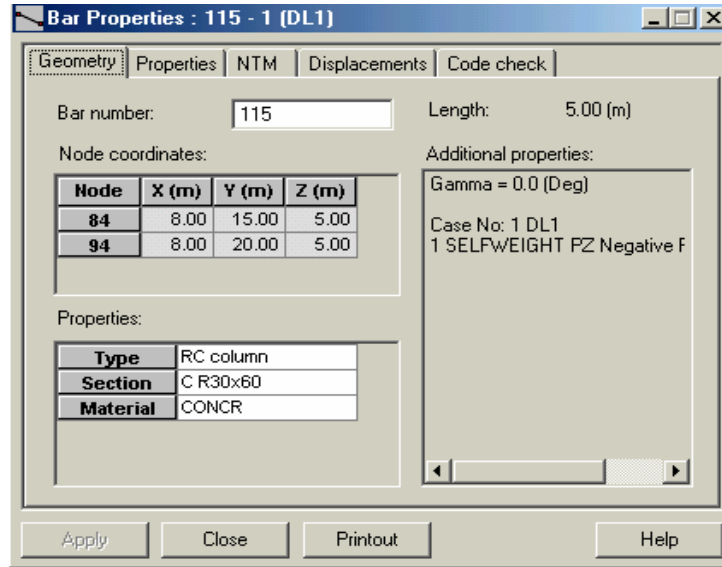 Bar Properties : 115 - 1 (DL1)
Geometry Properties NTM Displacements Code check
Bar number: 115
Length: 5.00 (m)
Node coordinates:
Node X (m) Y (m) Z (m)
84 8.00 15.00 5.00
94 8.00 20.00 5.00
Additional properties:
Gamma = 0.0 (Deg)
Case No: 1 DL1
1 SELFWEIGHT PZ Negative
Properties:
Type RC column
Section C R30x60
Material CONCR
Apply Close Printout Help